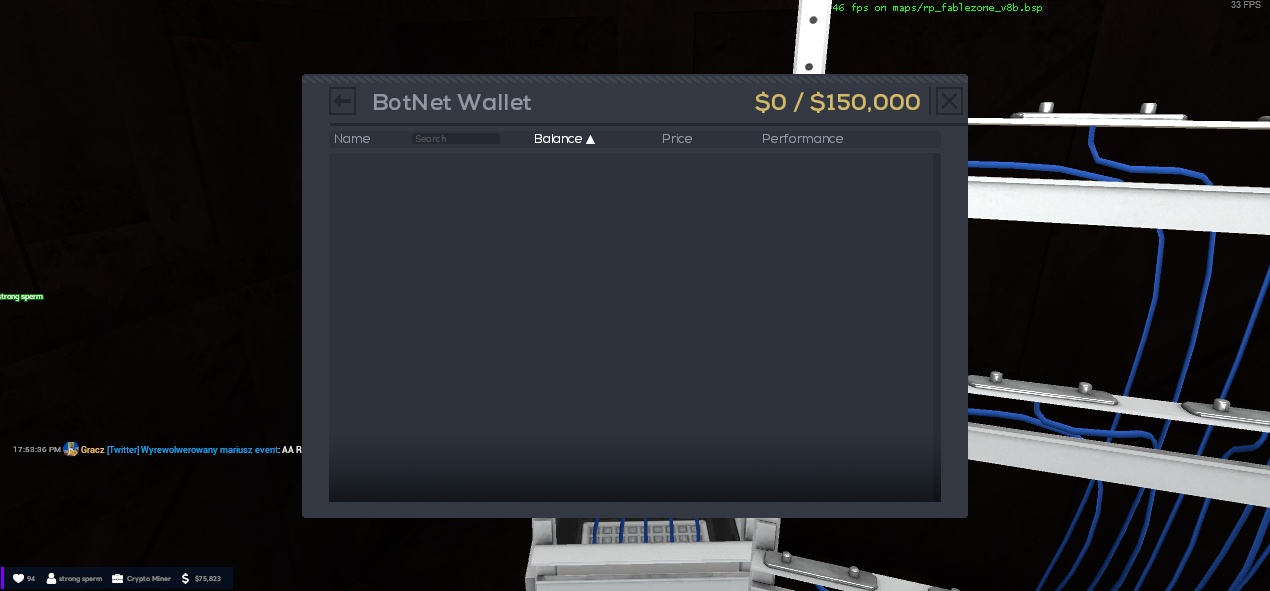 46 fps on maps/rp_fablezone_v8b.bsp
33 FPS
BotNet Wallet
$0 / $150,000
Name Search Balance ▲ Price Performance
strong sperm
17:53:36 PM Gracz [Twitter] Wyrewolwerowany mariusz event: AA R
94 strong sperm Crypto Miner $ $75,823